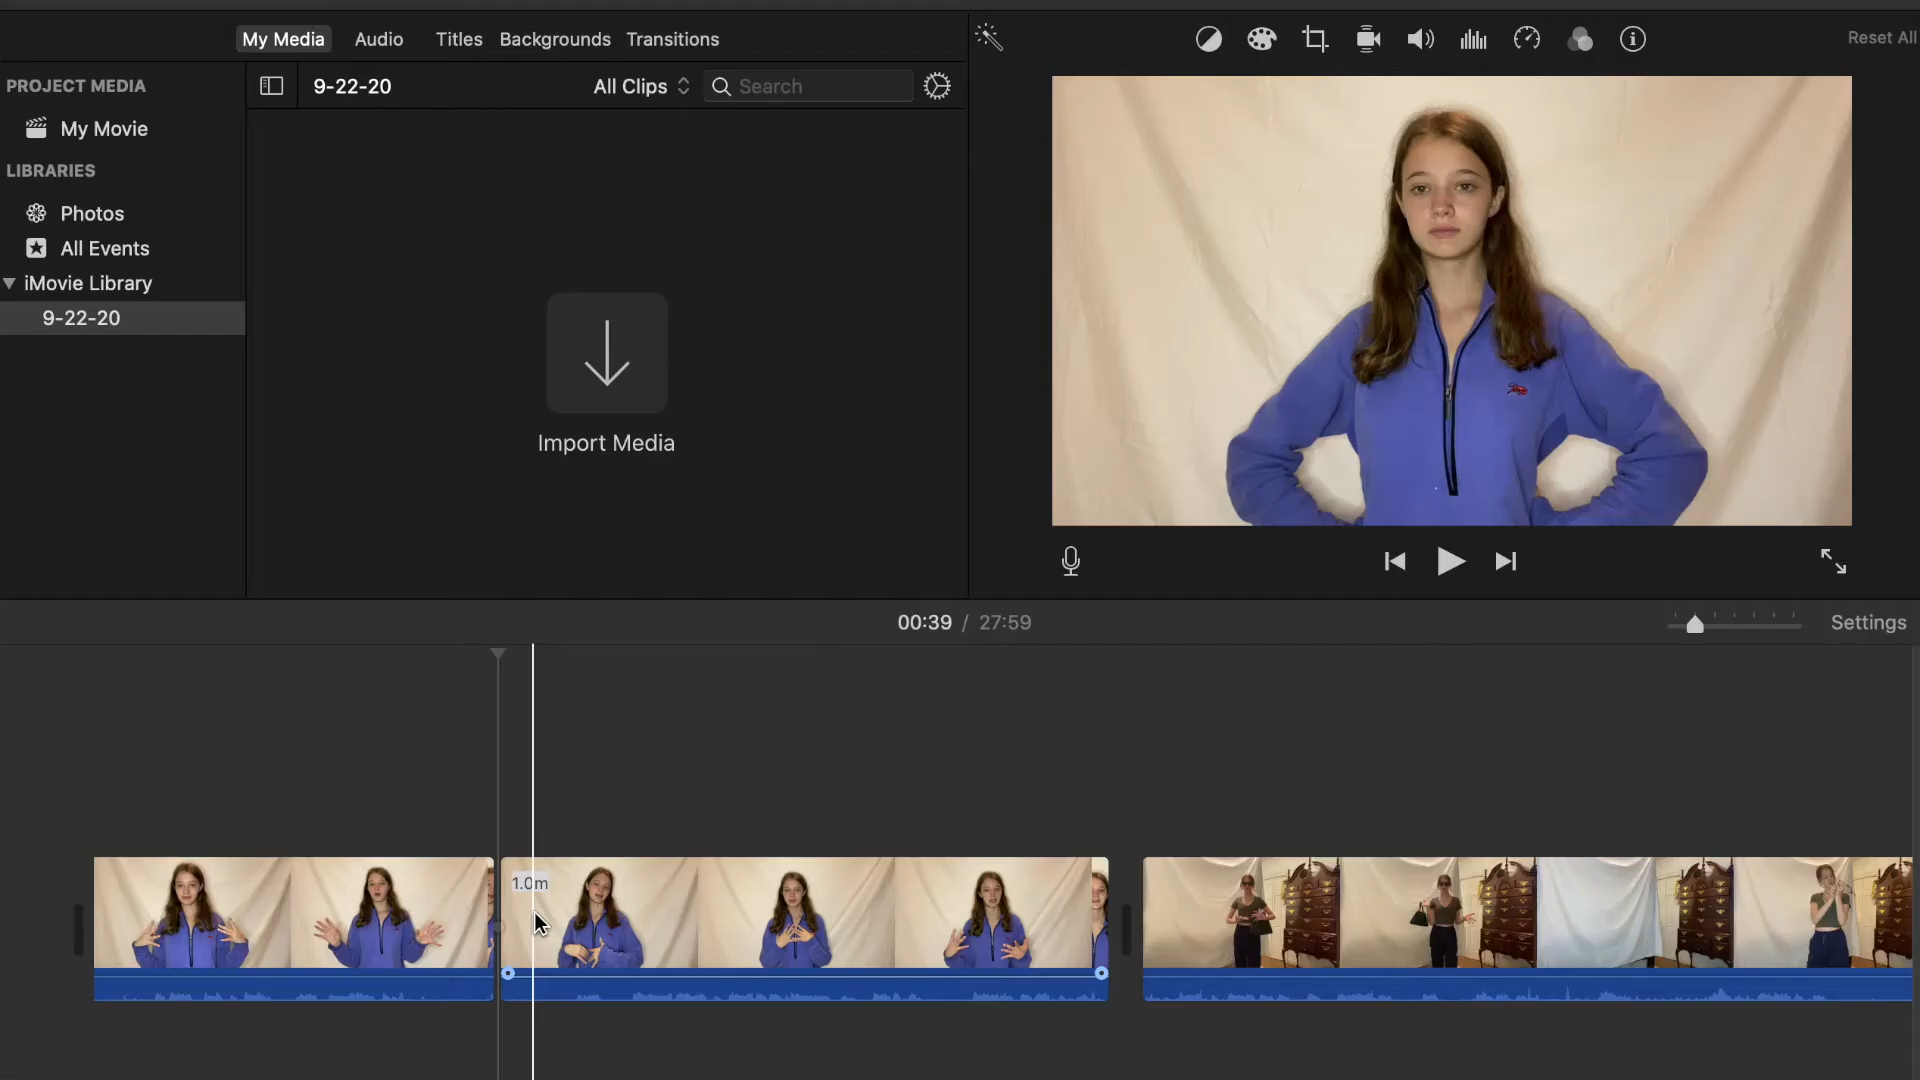 My Media Audio Titles Backgrounds Transitions
Reset All
PROJECT MEDIA
9-22-20 All Clips Search
My Movie
LIBRARIES
Photos
All Events
iMovie Library
9-22-20
Import Media
00:39 / 27:59
Settings
1.0m